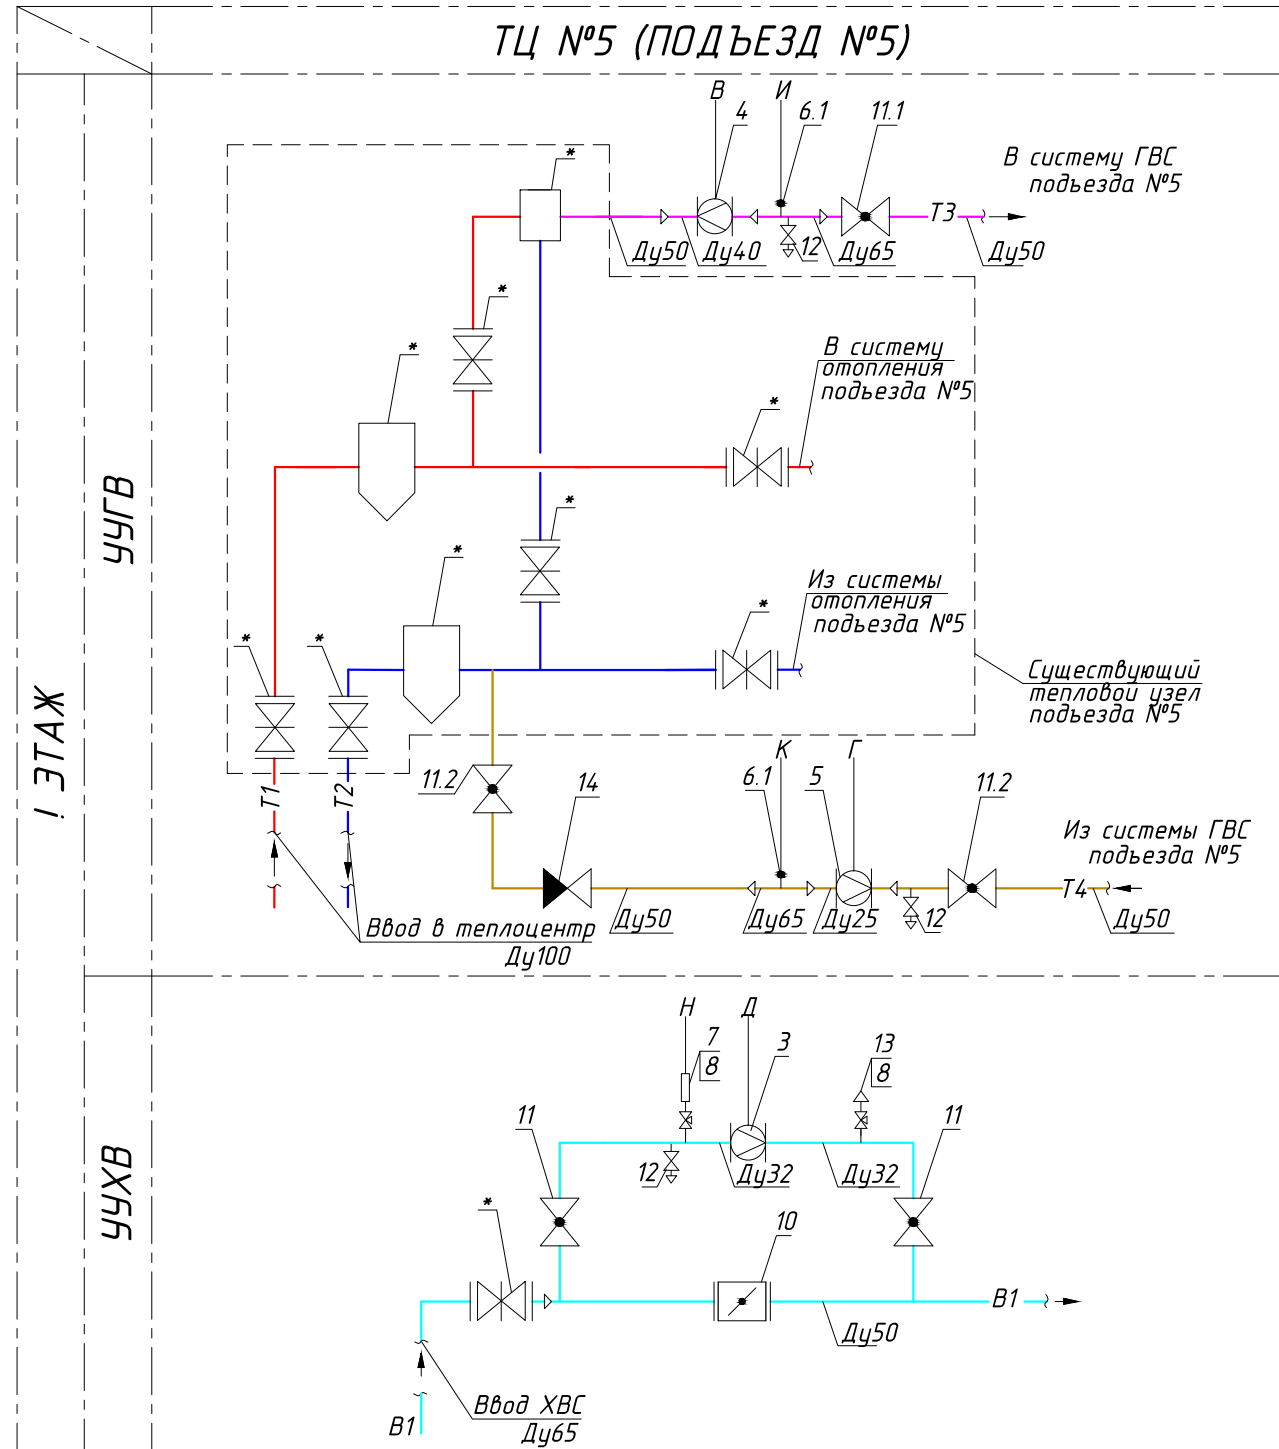 ТЦ №5 (ПОДЪЕЗД №5)
I ЭТАЖ
УУГВ
В
И
4
6.1
11.1
В систему ГВС
подъезда №5
*
Т3
Ду50
Ду40
12
Ду65
Ду50
*
*
В систему
отопления
подъезда №5
*
*
*
Из системы
отопления
подъезда №5
*
*
*
Существующий
тепловой узел
подъезда №5
Т1
Т2
11.2
14
К
6.1
5
Г
11.2
Из системы ГВС
подъезда №5
Т4
Ду50
Ду65
Ду25
12
Ду50
Ввод в теплоцентр
Ду100
УУХВ
Н
Д
7
8
3
13
8
11
11
12
Ду32
Ду32
*
10
В1
Ду50
Ввод ХВС
Ду65
В1